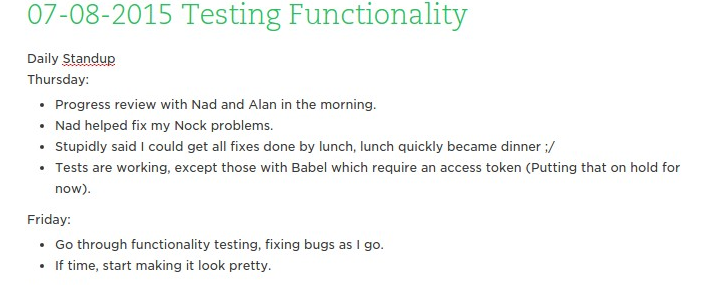 07-08-2015 Testing Functionality
Daily Standup
Thursday:
• Progress review with Nad and Alan in the morning.
• Nad helped fix my Nock problems.
• Stupidly said I could get all fixes done by lunch, lunch quickly became dinner ;/
• Tests are working, except those with Babel which require an access token (Putting that on hold for
now).
Friday:
• Go through functionality testing, fixing bugs as I go.
• If time, start making it look pretty.